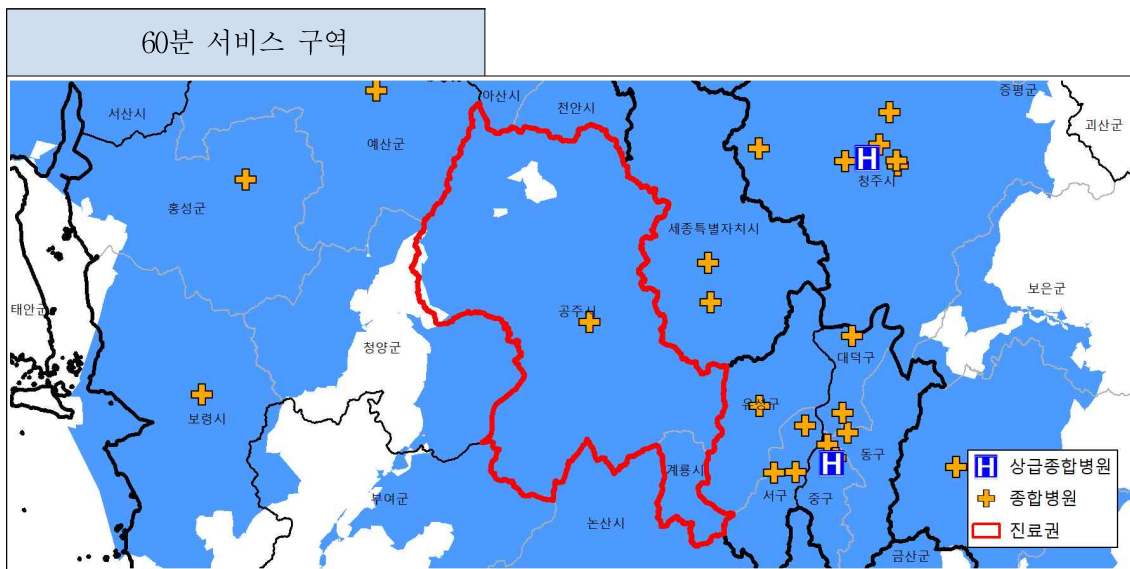 60분 서비스 구역
아산시
천안시
증평군
서산시
괴산군
예산군
청주시
홍성군
세종특별자치시
보은군
태안군
공주시
청양군
대덕구
유성구
보령시
동구
계룡시
부여군
서구
중구
논산시
금산군
H 상급종합병원
종합병원
진료권